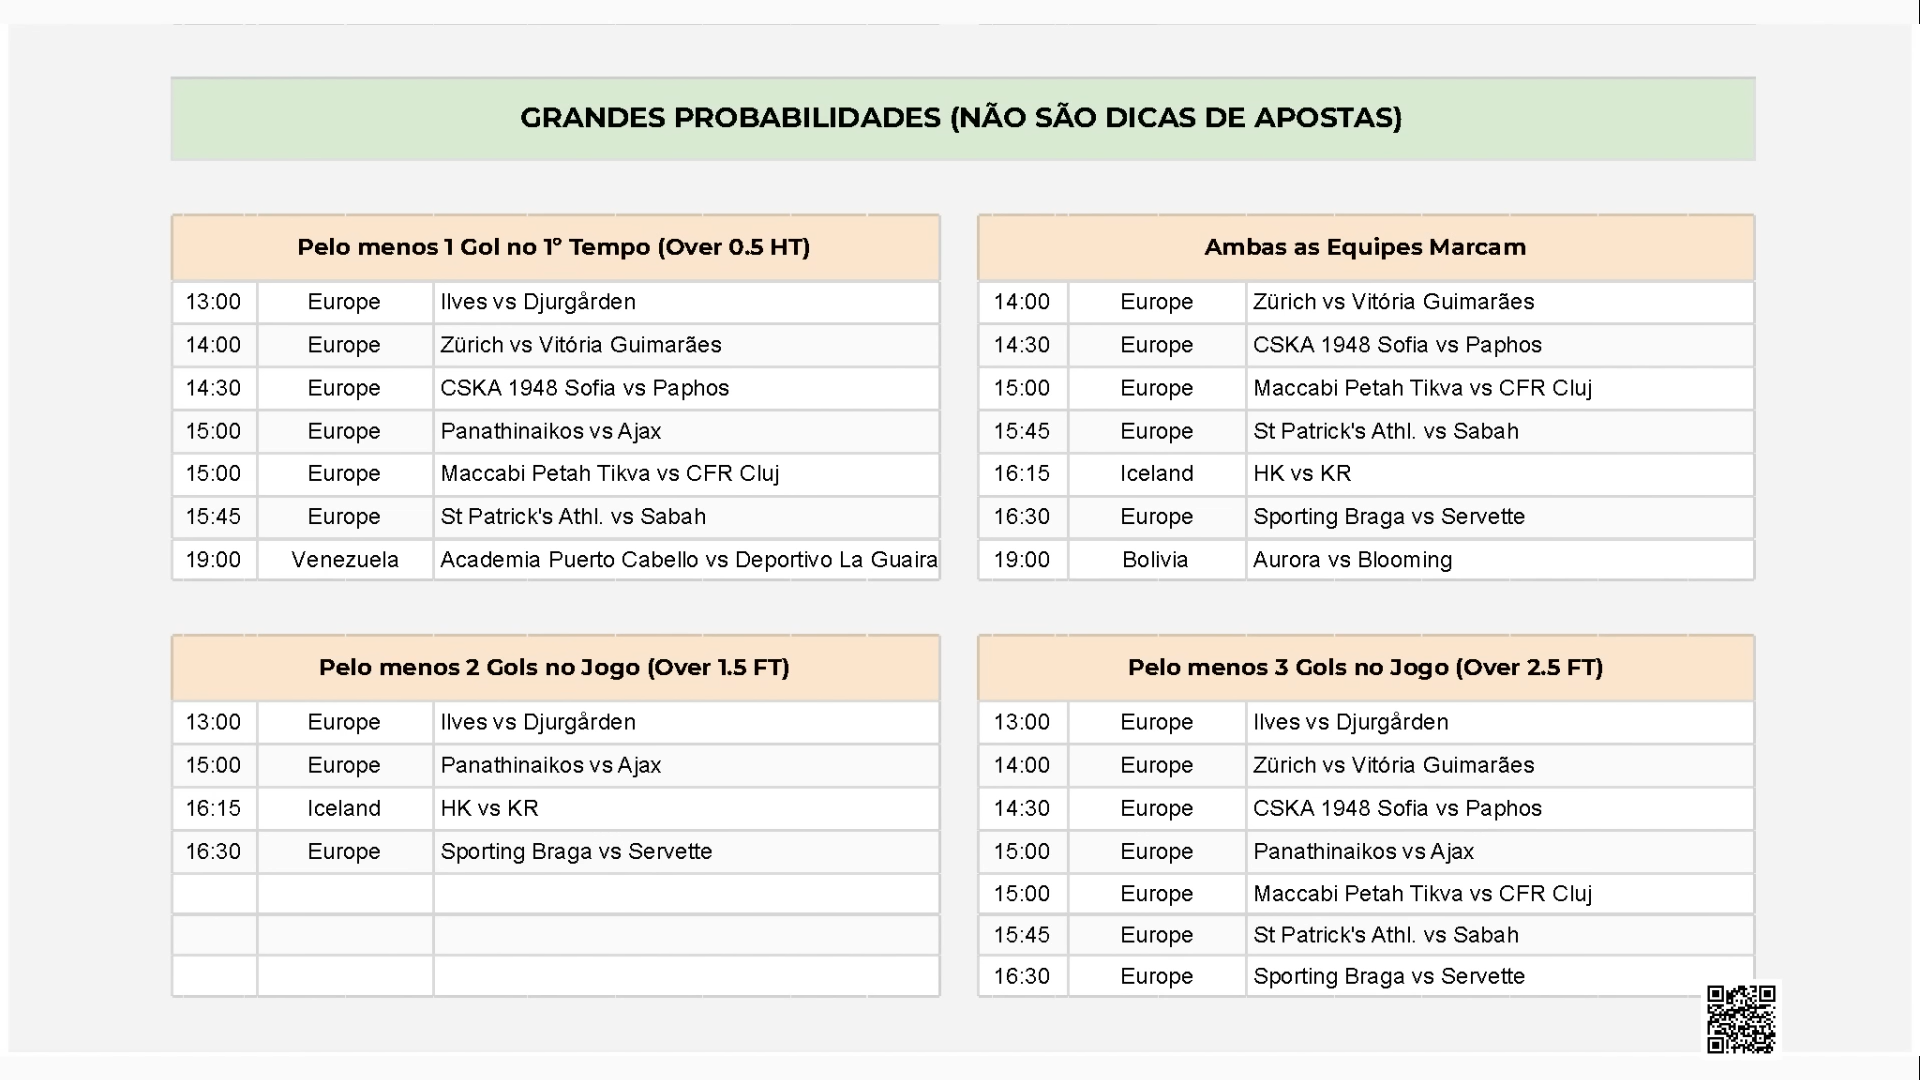 GRANDES PROBABILIDADES (NÃO SÃO DICAS DE APOSTAS)
Pelo menos 1 Gol no 1º Tempo (Over 0.5 HT)
13:00 Europe Ilves vs Djurgården
14:00 Europe Zürich vs Vitória Guimarães
14:30 Europe CSKA 1948 Sofia vs Paphos
15:00 Europe Panathinaikos vs Ajax
15:00 Europe Maccabi Petah Tikva vs CFR Cluj
15:45 Europe St Patrick's Athl. vs Sabah
19:00 Venezuela Academia Puerto Cabello vs Deportivo La Guaira
Ambas as Equipes Marcam
14:00 Europe Zürich vs Vitória Guimarães
14:30 Europe CSKA 1948 Sofia vs Paphos
15:00 Europe Maccabi Petah Tikva vs CFR Cluj
15:45 Europe St Patrick's Athl. vs Sabah
16:15 Iceland HK vs KR
16:30 Europe Sporting Braga vs Servette
19:00 Bolivia Aurora vs Blooming
Pelo menos 2 Gols no Jogo (Over 1.5 FT)
13:00 Europe Ilves vs Djurgården
15:00 Europe Panathinaikos vs Ajax
16:15 Iceland HK vs KR
16:30 Europe Sporting Braga vs Servette
Pelo menos 3 Gols no Jogo (Over 2.5 FT)
13:00 Europe Ilves vs Djurgården
14:00 Europe Zürich vs Vitória Guimarães
14:30 Europe CSKA 1948 Sofia vs Paphos
15:00 Europe Panathinaikos vs Ajax
15:00 Europe Maccabi Petah Tikva vs CFR Cluj
15:45 Europe St Patrick's Athl. vs Sabah
16:30 Europe Sporting Braga vs Servette